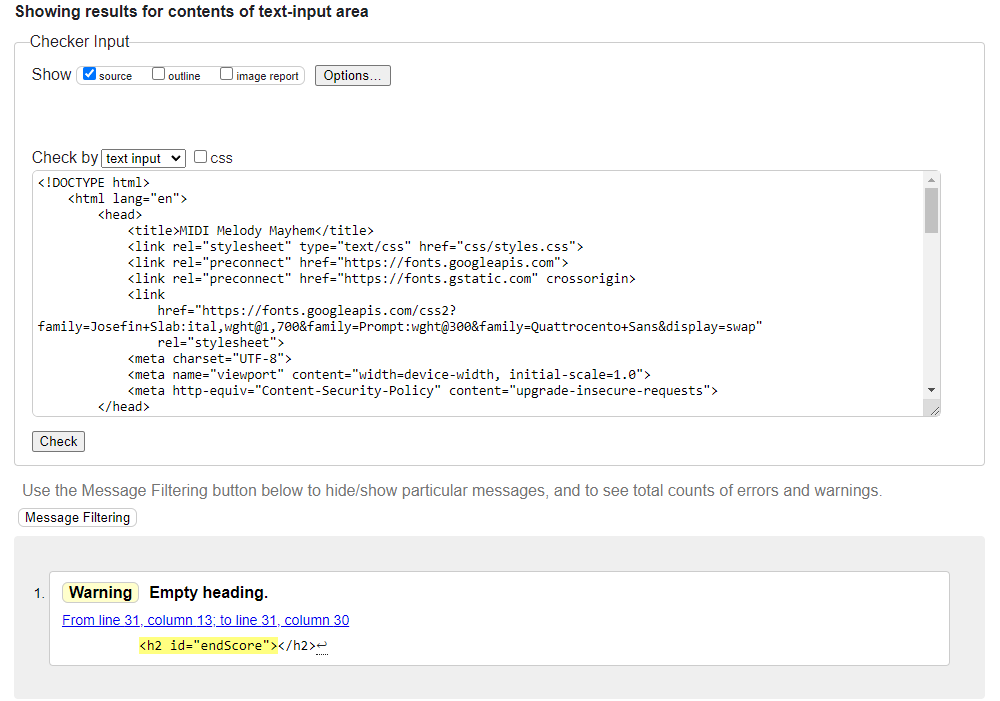 Showing results for contents of text-input area
Checker Input
Show source outline image report Options...
Check by text input css
<!DOCTYPE html>
<html lang="en">
<head>
<title>MIDI Melody Mayhem</title>
<link rel="stylesheet" type="text/css" href="css/styles.css">
<link rel="preconnect" href="https://fonts.googleapis.com">
<link rel="preconnect" href="https://fonts.gstatic.com" crossorigin>
<link
href="https://fonts.googleapis.com/css2?
family=Josefin+Slab:ital,wght@1,700&family=Prompt:wght@300&family=Quattrocento+Sans&display=swap"
rel="stylesheet">
<meta charset="UTF-8">
<meta name="viewport" content="width=device-width, initial-scale=1.0">
<meta http-equiv="Content-Security-Policy" content="upgrade-insecure-requests">
</head>
Check
Use the Message Filtering button below to hide/show particular messages, and to see total counts of errors and warnings.
Message Filtering
1. Warning Empty heading.
From line 31, column 13; to line 31, column 30
<h2 id="endScore"></h2>↩